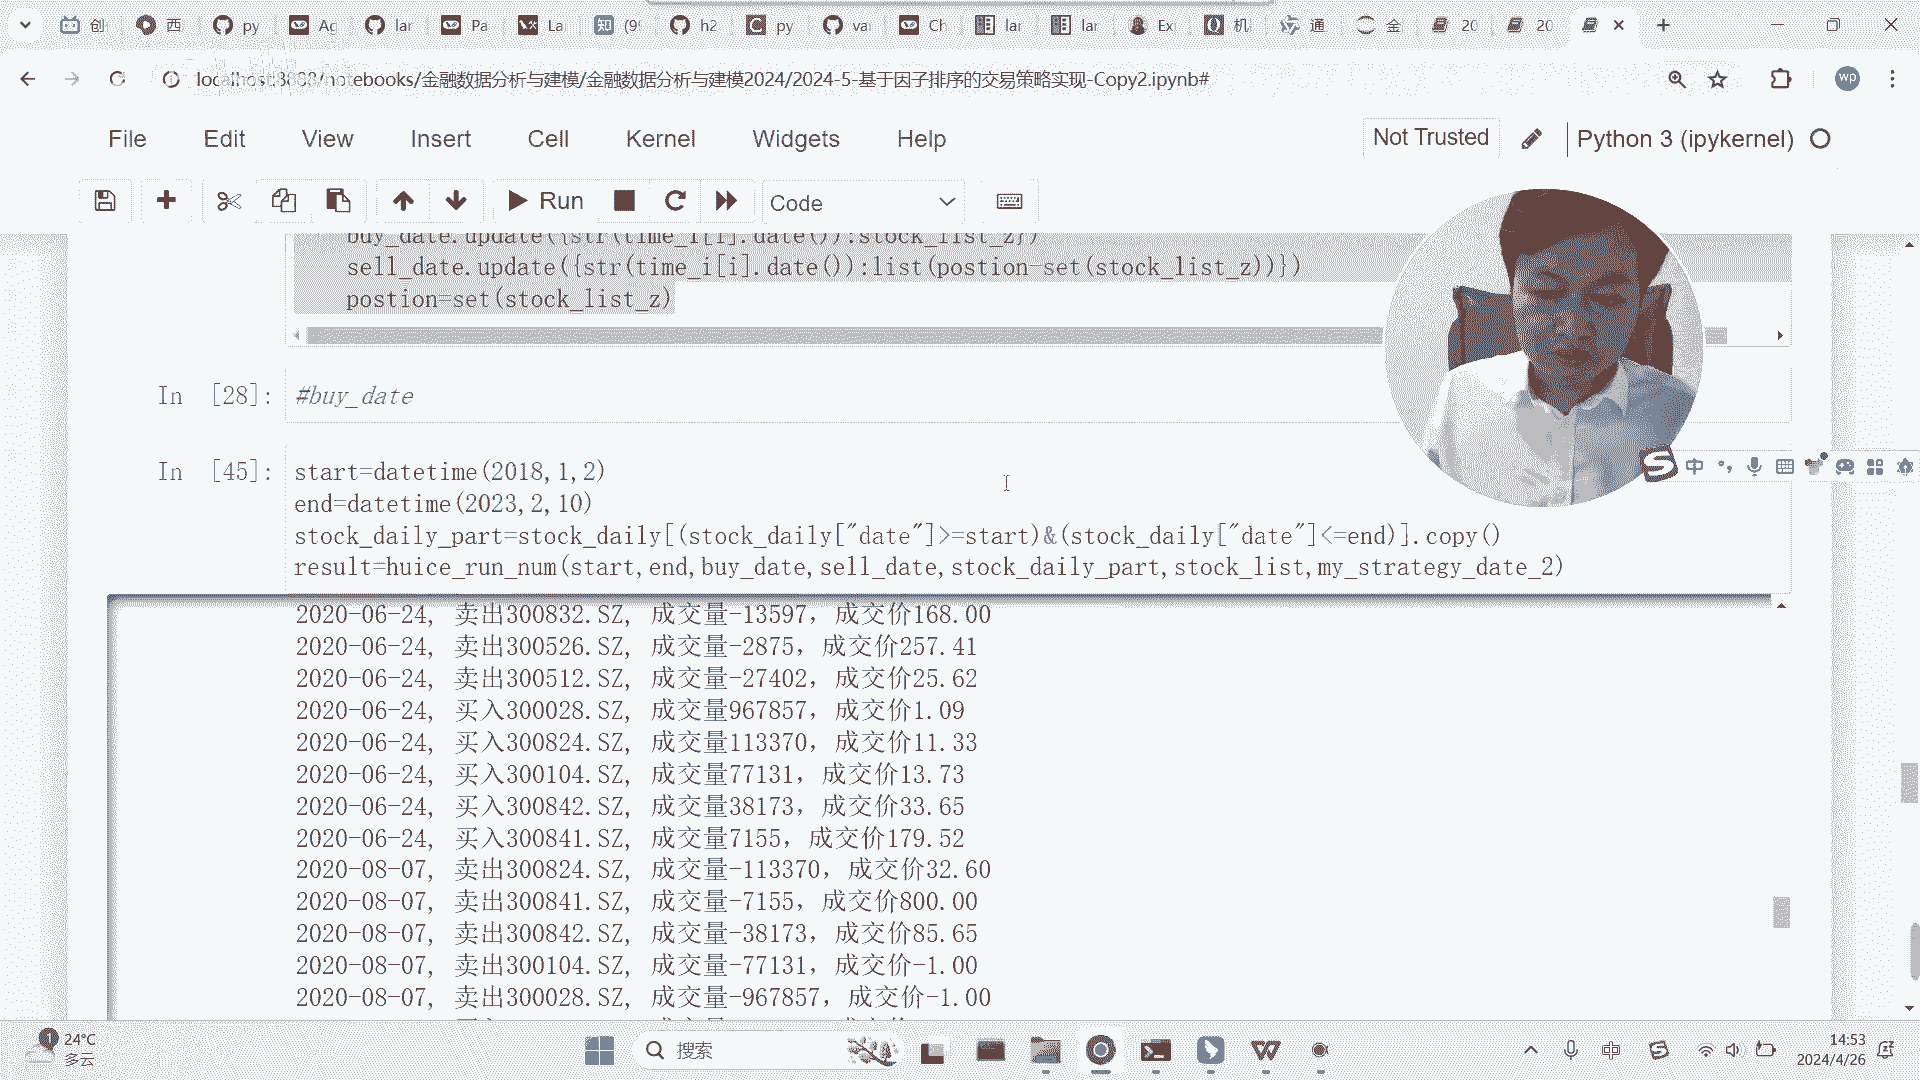 创
西
py
Ag
lar
Pa
La
知 (9
h2
py
va
Ch
lar
lar
Ex
机
通
金
20
20
localhost:8888/notebooks/金融数据分析与建模/金融数据分析与建模2024/2024-5-基于因子排序的交易策略实现-Copy2.ipynb#
wp
File Edit View Insert Cell Kernel Widgets Help
Not Trusted
Python 3 (ipykernel)
Run
Code
buy_date.update({str(time_i[i].date()):stock_list_z})
sell_date.update({str(time_i[i].date()):list(postion-set(stock_list_z))})
postion=set(stock_list_z)
In [28]: #buy_date
In [45]: start=datetime(2018,1,2)
end=datetime(2023,2,10)
stock_daily_part=stock_daily[(stock_daily["date"]>=start)&(stock_daily["date"]<=end)].copy()
result=huice_run_num(start,end,buy_date,sell_date,stock_daily_part,stock_list,my_strategy_date_2)
中
2020-06-24, 卖出300832.SZ, 成交量-13597，成交价168.00
2020-06-24, 卖出300526.SZ, 成交量-2875，成交价257.41
2020-06-24, 卖出300512.SZ, 成交量-27402，成交价25.62
2020-06-24, 买入300028.SZ, 成交量967857，成交价1.09
2020-06-24, 买入300824.SZ, 成交量113370，成交价11.33
2020-06-24, 买入300104.SZ, 成交量77131，成交价13.73
2020-06-24, 买入300842.SZ, 成交量38173，成交价33.65
2020-06-24, 买入300841.SZ, 成交量7155，成交价179.52
2020-08-07, 卖出300824.SZ, 成交量-113370，成交价32.60
2020-08-07, 卖出300841.SZ, 成交量-7155，成交价800.00
2020-08-07, 卖出300842.SZ, 成交量-38173，成交价85.65
2020-08-07, 卖出300104.SZ, 成交量-77131，成交价-1.00
2020-08-07, 卖出300028.SZ, 成交量-967857，成交价-1.00
1
24°C
多云
搜索
中
14:53
2024/4/26